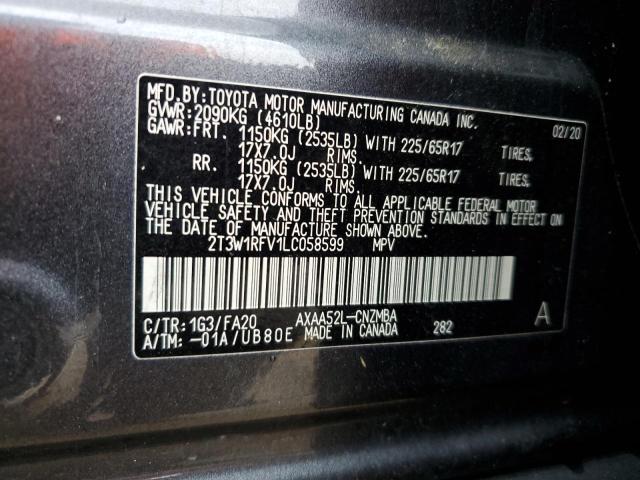 MFD.BY:TOYOTA MOTOR MANUFACTURING CANADA INC.
GVWR:2090KG (4610LB) 02/20
GAWR:FRT. 1150KG (2535LB) WITH 225/65R17 TIRES,
17X7.0J RIMS.
RR. 1150KG (2535LB) WITH 225/65R17 TIRES,
17X7.0J RIMS.
THIS VEHICLE CONFORMS TO ALL APPLICABLE FEDERAL MOTOR
VEHICLE SAFETY AND THEFT PREVENTION STANDARDS IN EFFECT ON
THE DATE OF MANUFACTURE SHOWN ABOVE.
2T3W1RFV1LC058599 MPV
C/TR:1G3/FA20 AXAA52L-CNZMBA A
A/TM:-01A/UB80E MADE IN CANADA 282